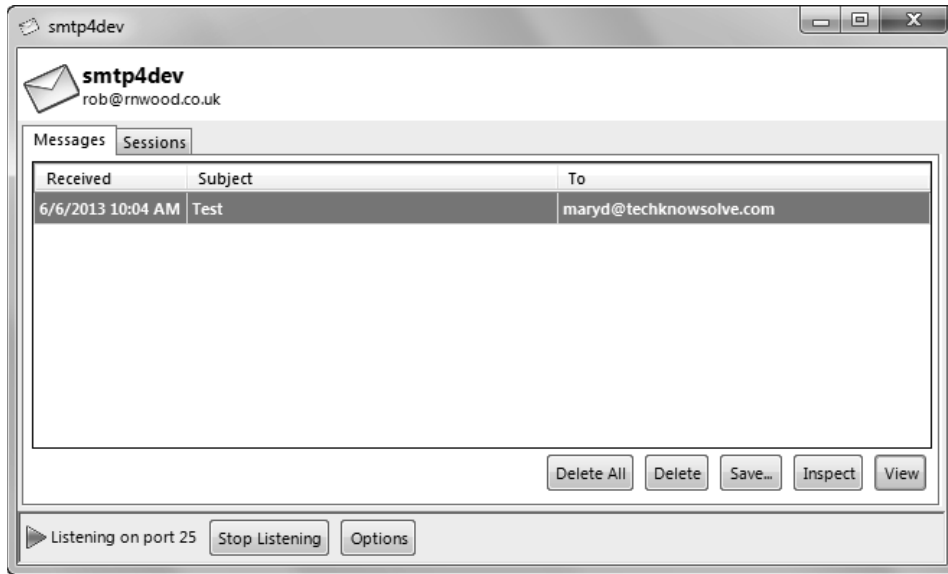 smtp4dev
smtp4dev
rob@rnwood.co.uk
Messages Sessions
Received Subject To
6/6/2013 10:04 AM Test maryd@techknowsolve.com
Delete All Delete Save... Inspect View
Listening on port 25 Stop Listening Options